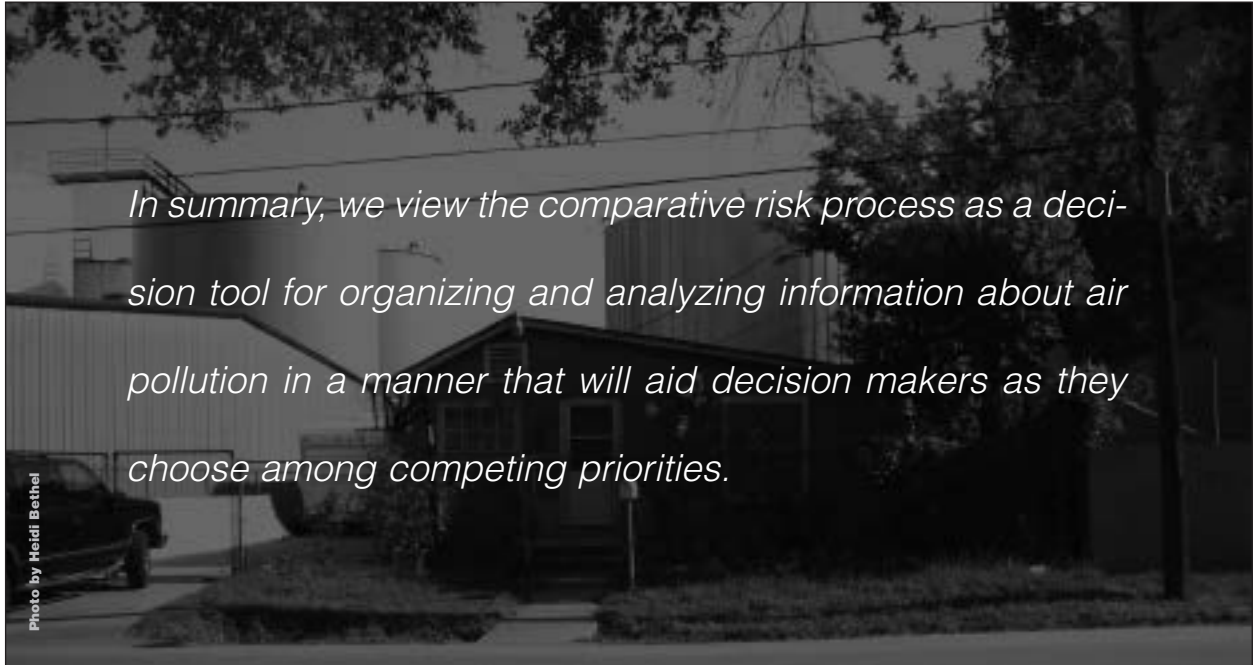 In summary, we view the comparative risk process as a deci-
sion tool for organizing and analyzing information about air
pollution in a manner that will aid decision makers as they
choose among competing priorities.
Photo by Heidi Bethel